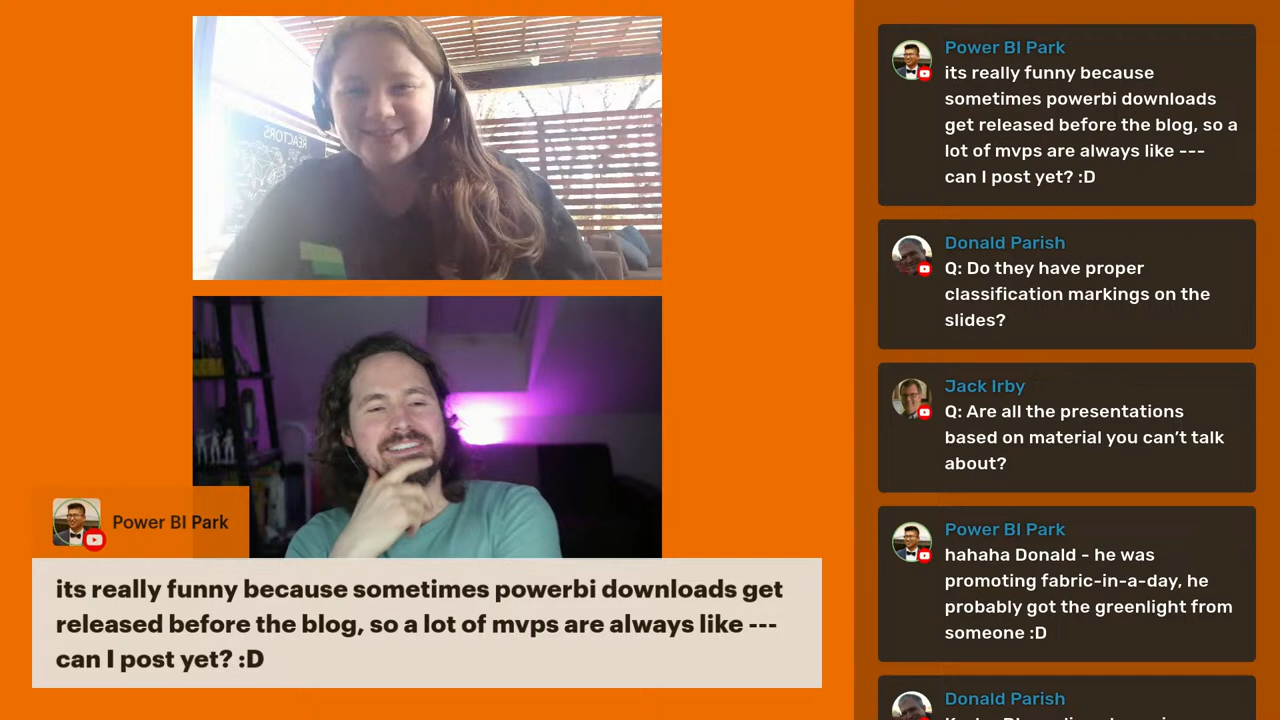 REACTORS
Power BI Park
its really funny because sometimes powerbi downloads get
released before the blog, so a lot of mvps are always like ---
can I post yet? :D
Power BI Park
its really funny because
sometimes powerbi downloads
get released before the blog, so a
lot of mvps are always like ---
can I post yet? :D
Donald Parish
Q: Do they have proper
classification markings on the
slides?
Jack Irby
Q: Are all the presentations
based on material you can’t talk
about?
Power BI Park
hahaha Donald - he was
promoting fabric-in-a-day, he
probably got the greenlight from
someone :D
Donald Parish